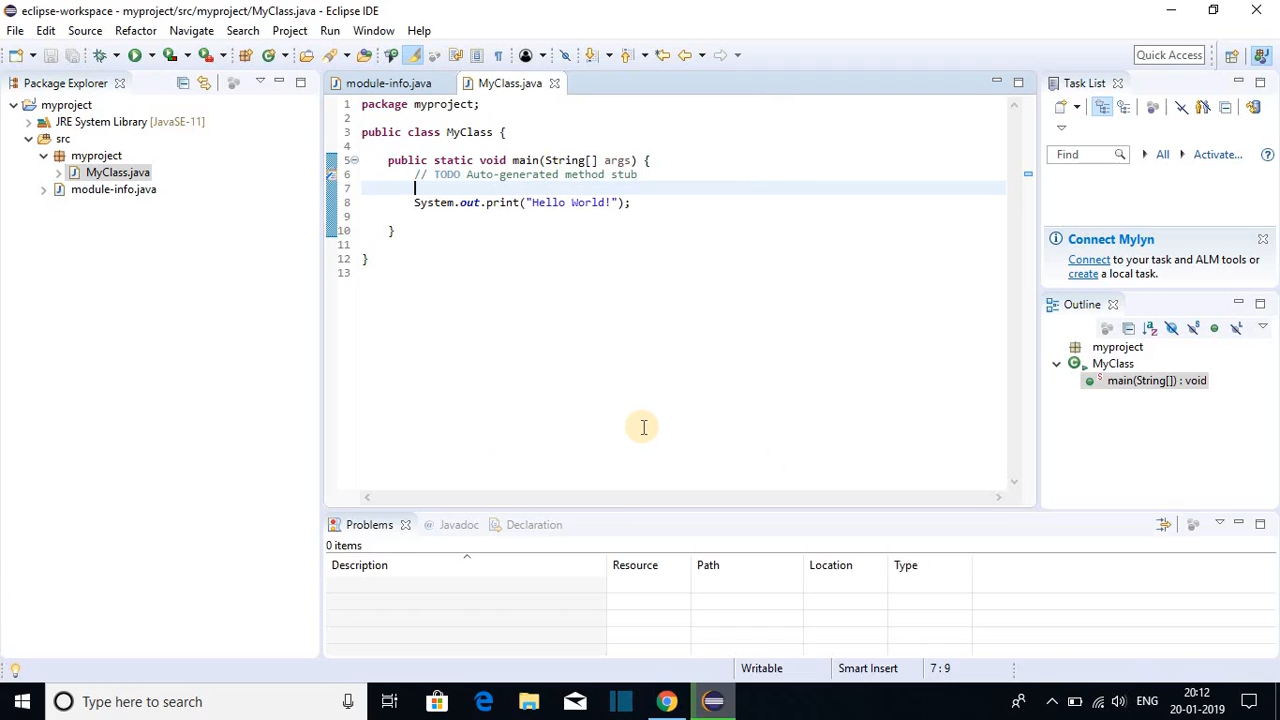 eclipse-workspace - myproject/src/myproject/MyClass.java - Eclipse IDE
File Edit Source Refactor Navigate Search Project Run Window Help
Quick Access
Package Explorer
module-info.java MyClass.java
Task List
myproject
JRE System Library [JavaSE-11]
src
myproject
MyClass.java
module-info.java
1 package myproject;
2
3 public class MyClass {
4
5 public static void main(String[] args) {
6 // TODO Auto-generated method stub
7
8 System.out.print("Hello World!");
9
10 }
11
12 }
13
Find All Activate...
Connect Mylyn
Connect to your task and ALM tools or
create a local task.
Outline
myproject
MyClass
main(String[]) : void
Problems Javadoc Declaration
0 items
Description Resource Path Location Type
Writable Smart Insert 7 : 9
Type here to search
ENG
20:12
20-01-2019